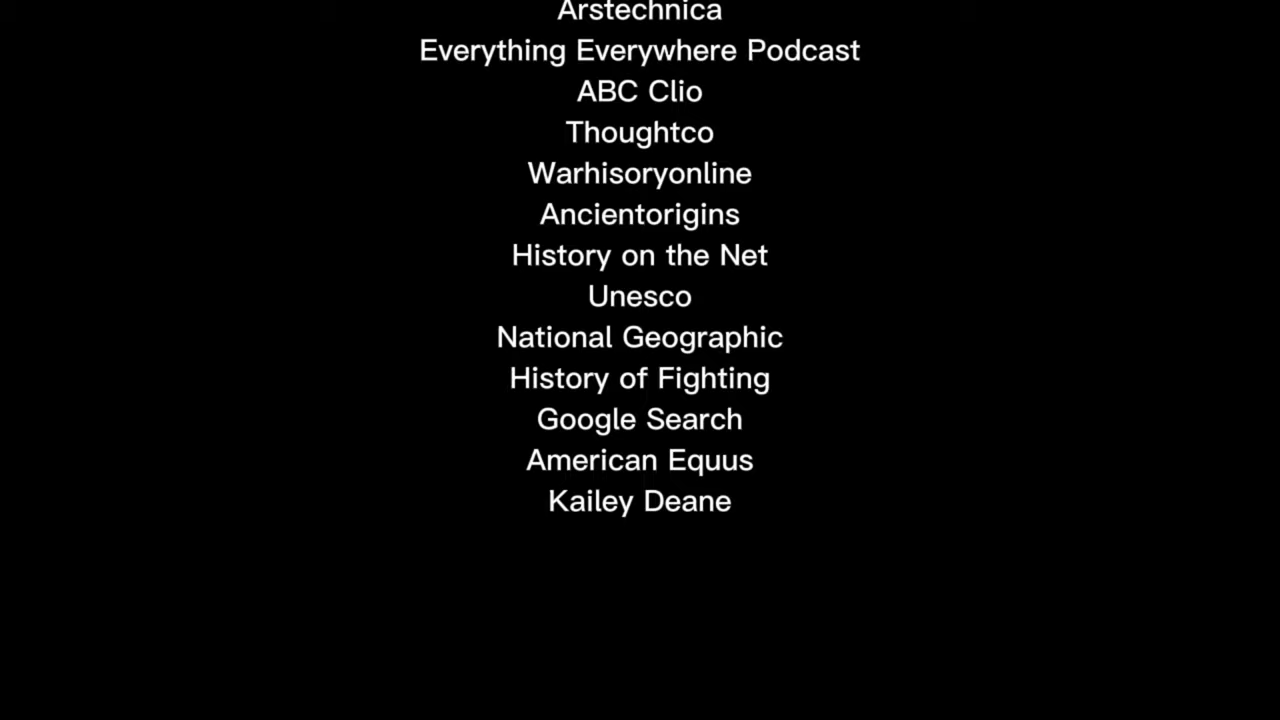 Arstechnica
Everything Everywhere Podcast
ABC Clio
Thoughtco
Warhisoryonline
Ancientorigins
History on the Net
Unesco
National Geographic
History of Fighting
Google Search
American Equus
Kailey Deane